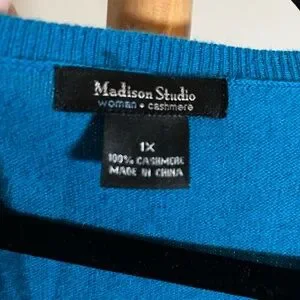 Madison Studio
woman • cashmere
1X
100% CASHMERE
MADE IN CHINA